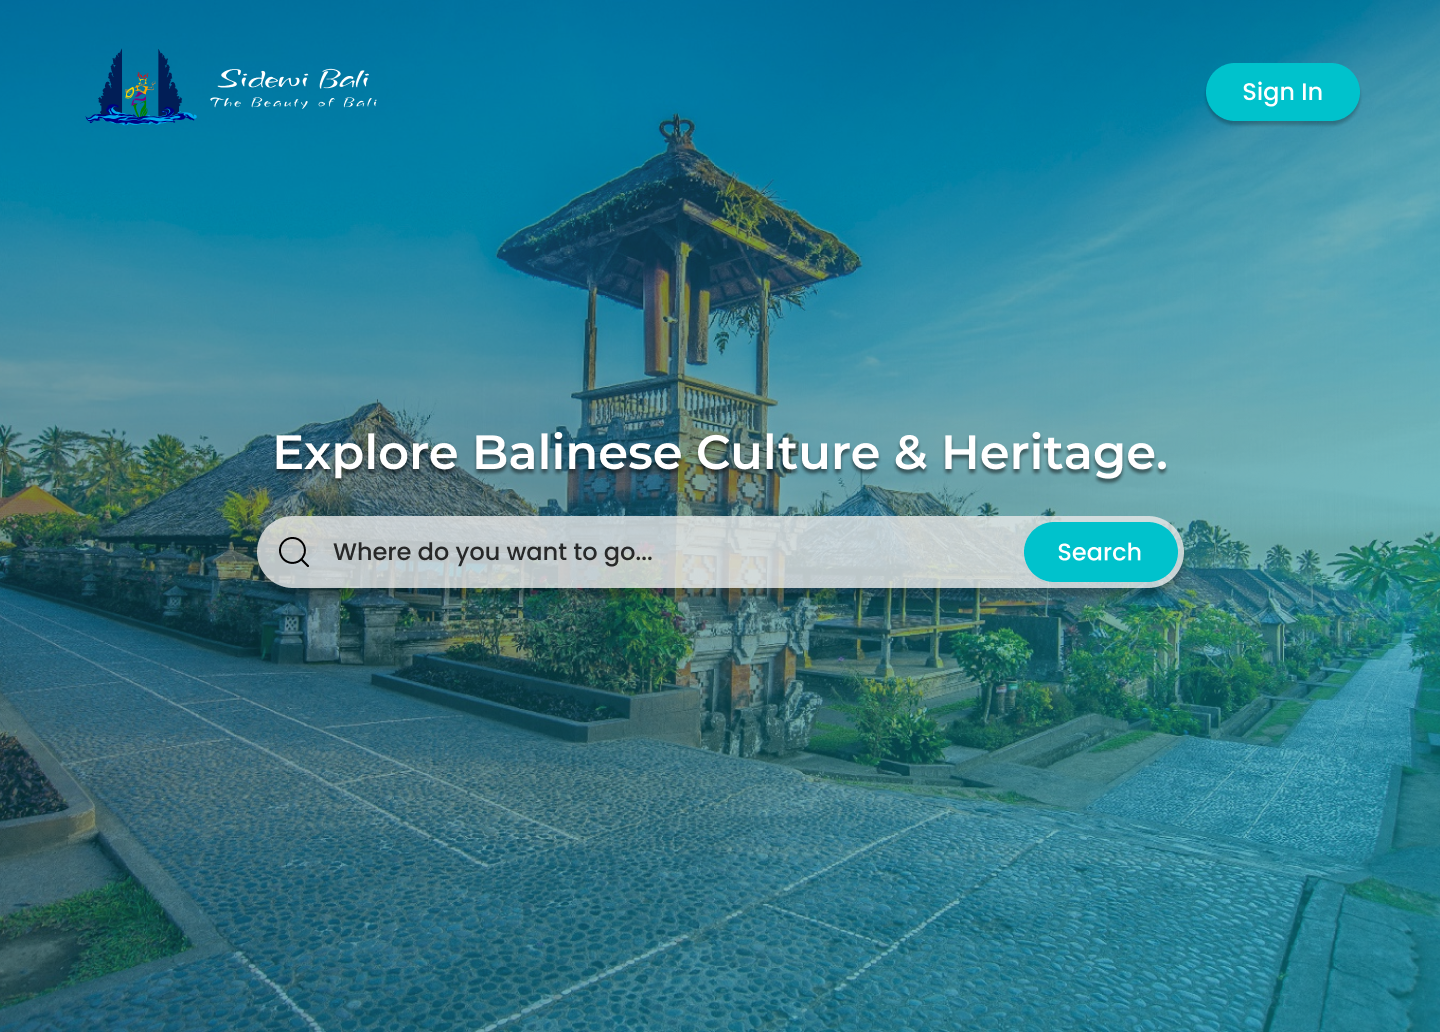 Sidewi Bali
The Beauty of Bali
Sign In
Explore Balinese Culture & Heritage.
Where do you want to go...
Search